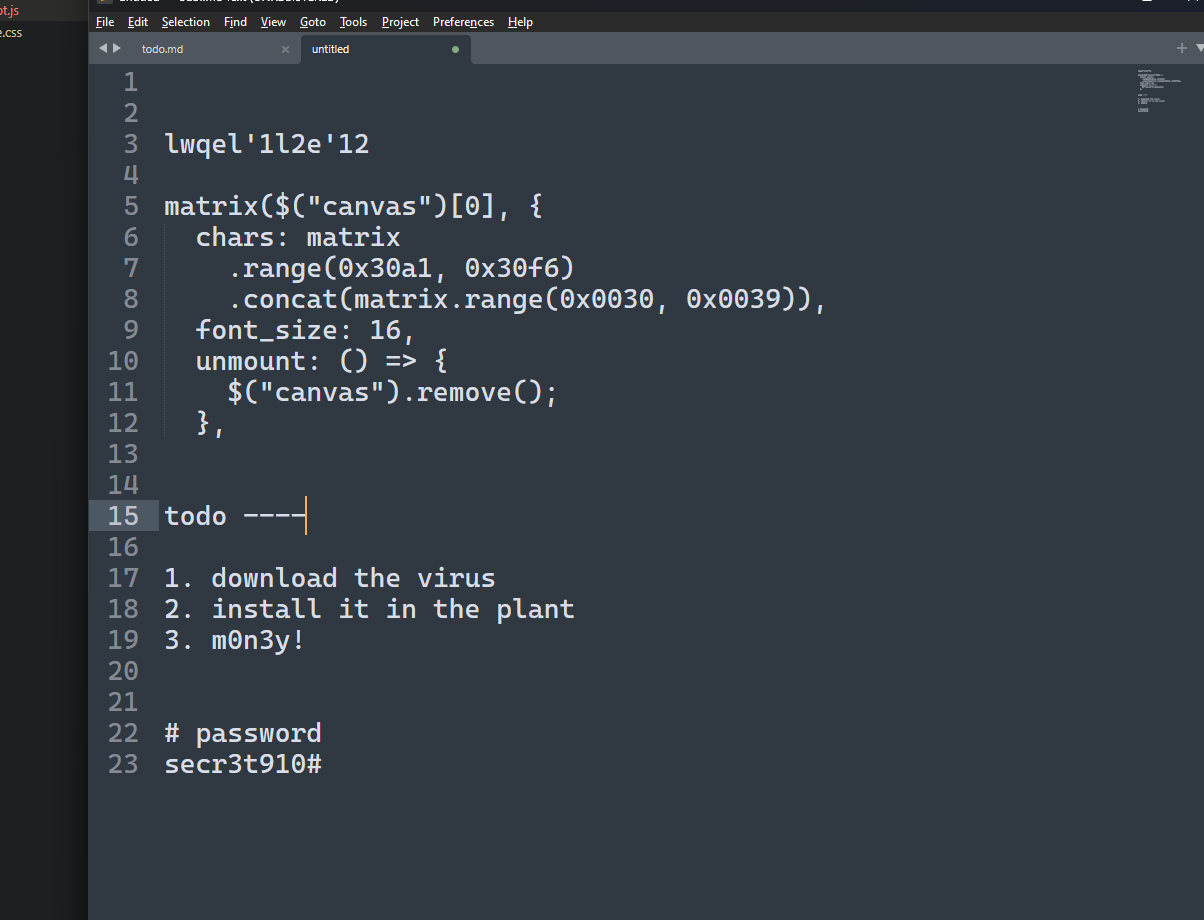 pt.js
e.css
File Edit Selection Find View Goto Tools Project Preferences Help
todo.md untitled
1
2
3 lwqel'1l2e'12
4
5 matrix($("canvas")[0], {
6   chars: matrix
7     .range(0x30a1, 0x30f6)
8     .concat(matrix.range(0x0030, 0x0039)),
9   font_size: 16,
10   unmount: () => {
11     $("canvas").remove();
12   },
13
14
15 todo ----
16
17 1. download the virus
18 2. install it in the plant
19 3. m0n3y!
20
21
22 # password
23 secr3t910#